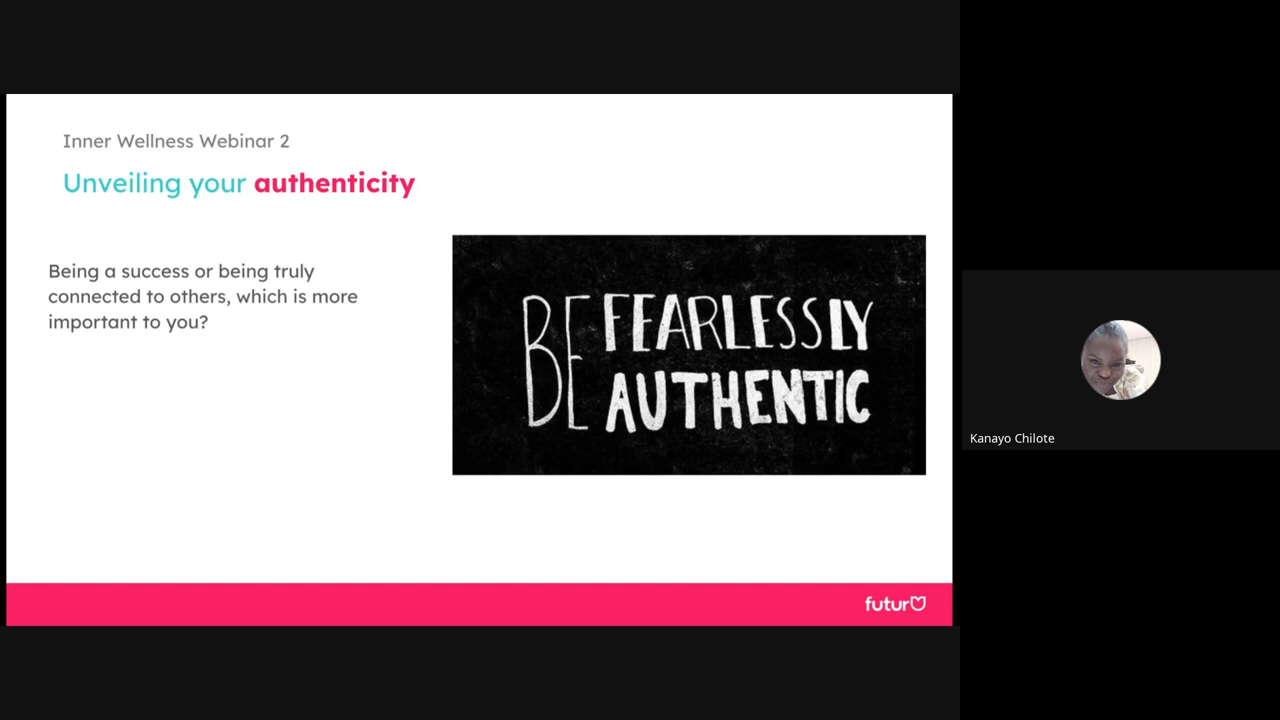 Inner Wellness Webinar 2
Unveiling your authenticity
Being a success or being truly
connected to others, which is more
important to you?
BE FEARLESSLY
AUTHENTIC
futurU
Kanayo Chilote